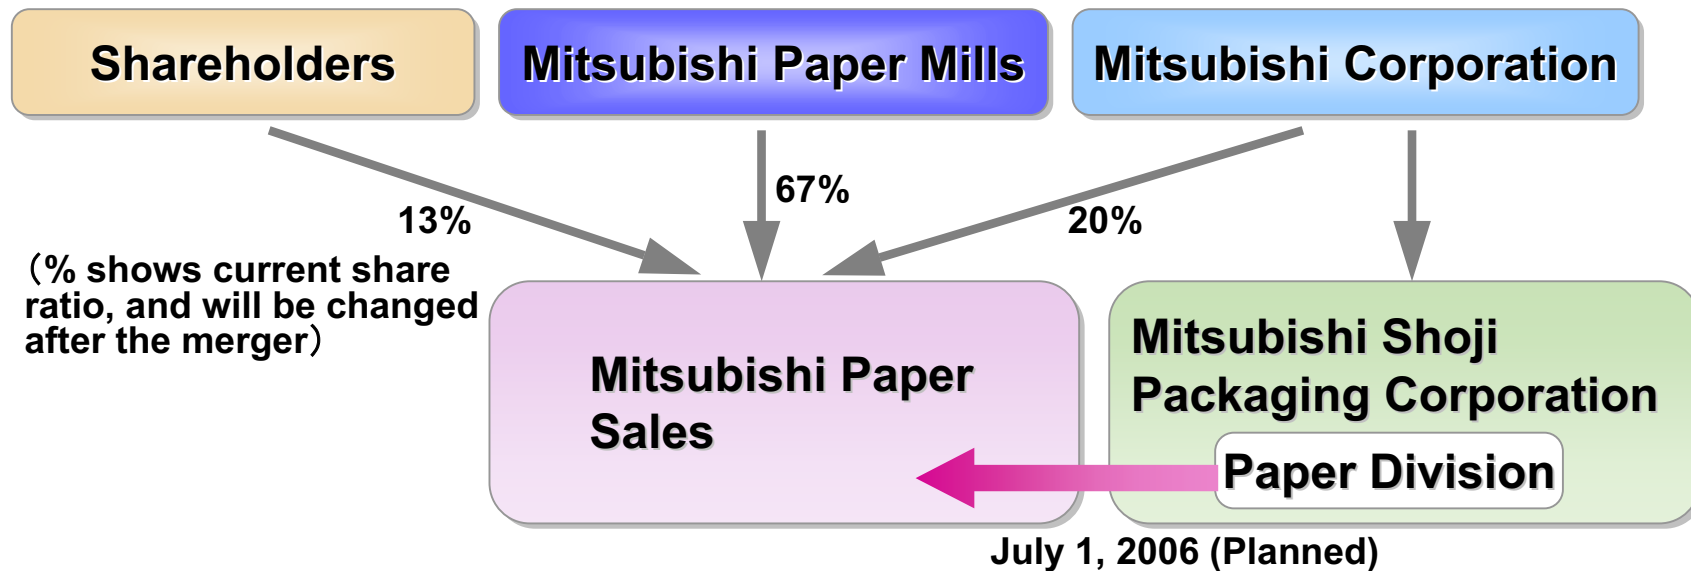 Shareholders
Mitsubishi Paper Mills
Mitsubishi Corporation
13%
67%
20%
（% shows current share
ratio, and will be changed
after the merger）
Mitsubishi Paper
Sales
Mitsubishi Shoji
Packaging Corporation
Paper Division
July 1, 2006 (Planned)